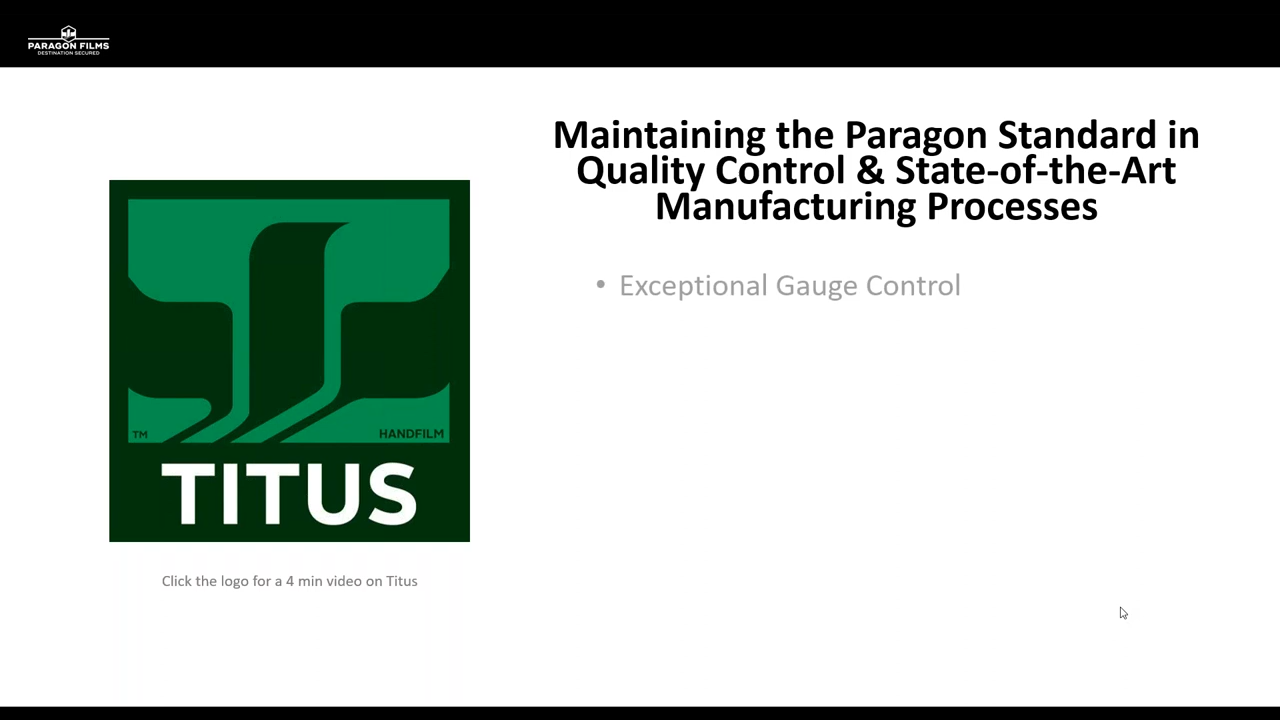 PARAGON FILMS
DESTINATION SECURED
Maintaining the Paragon Standard in
Quality Control & State-of-the-Art
Manufacturing Processes
• Exceptional Gauge Control
TM
HANDFILM
TITUS
Click the logo for a 4 min video on Titus